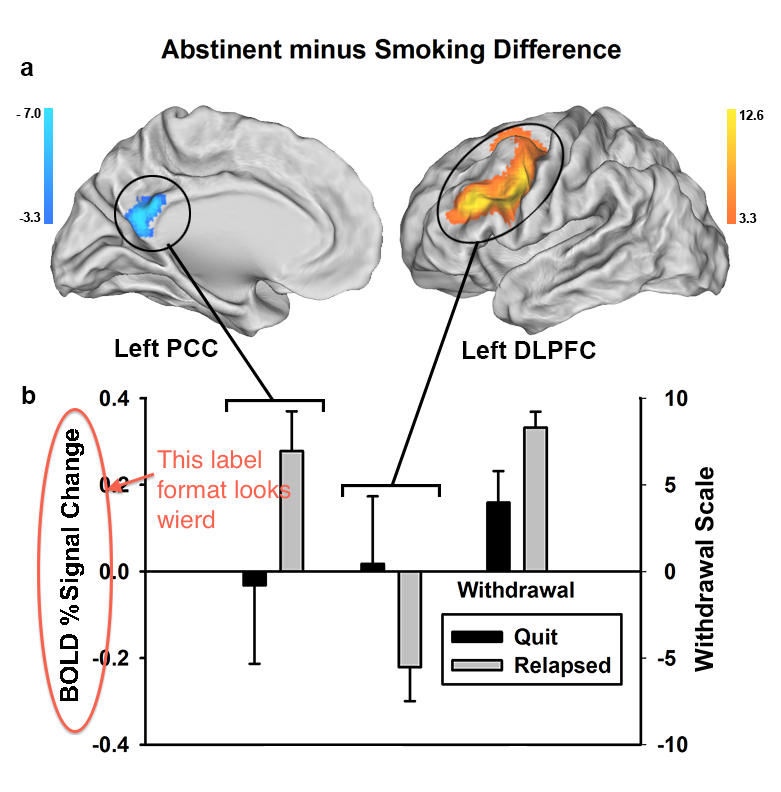 Abstinent minus Smoking Difference
a
- 7.0
-3.3
12.6
3.3
Left PCC
Left DLPFC
b
BOLD % Signal Change
0.4
0.2
0.0
-0.2
-0.4
This label
format looks
wierd
Withdrawal
Quit
Relapsed
10
5
0
-5
-10
Withdrawal Scale